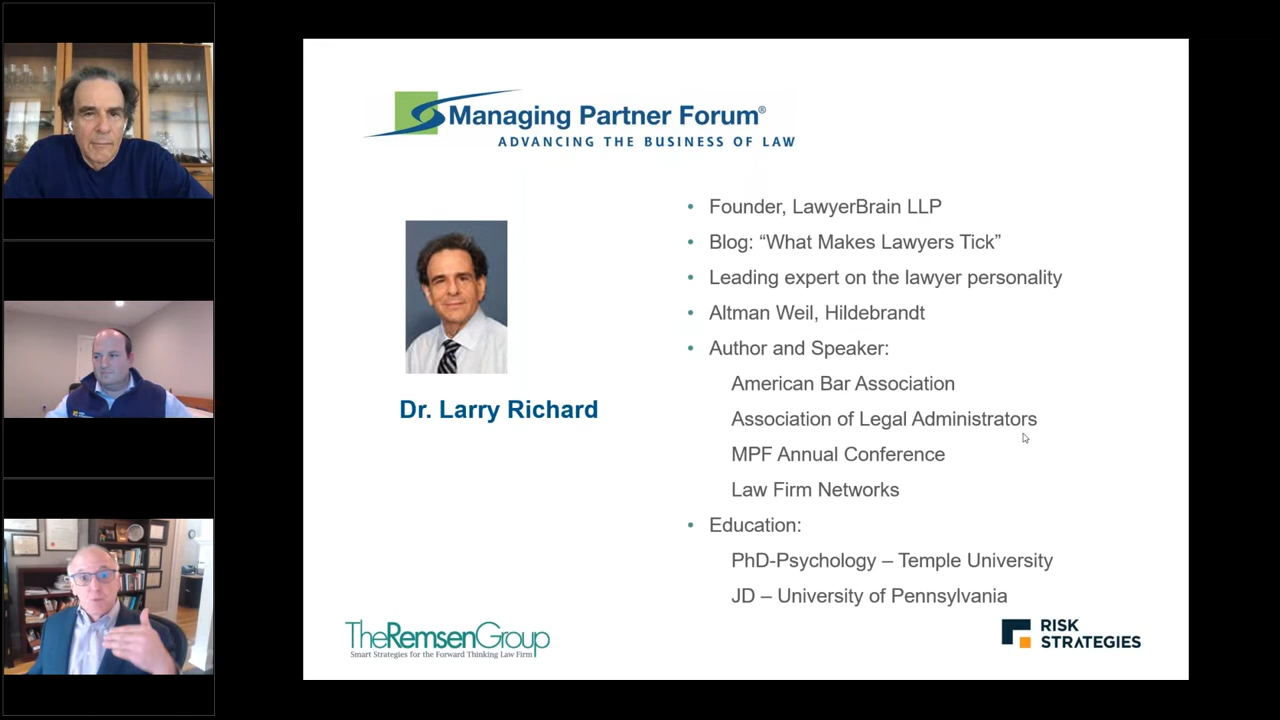 Managing Partner Forum®
ADVANCING THE BUSINESS OF LAW
• Founder, LawyerBrain LLP
• Blog: “What Makes Lawyers Tick”
• Leading expert on the lawyer personality
• Altman Weil, Hildebrandt
• Author and Speaker:
American Bar Association
Association of Legal Administrators
MPF Annual Conference
Law Firm Networks
• Education:
PhD-Psychology – Temple University
JD – University of Pennsylvania
Dr. Larry Richard
TheRemsenGroup
Smart Strategies for the Forward Thinking Law Firm
RISK
STRATEGIES